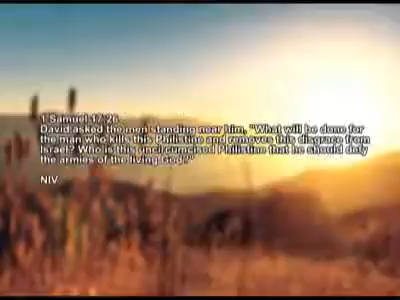 1 Samuel 17:26
David asked the men standing near him, "What will be done for
the man who kills this Philistine and removes this disgrace from
Israel? Who is this uncircumcised Philistine that he should defy
the armies of the living God?"
NIV